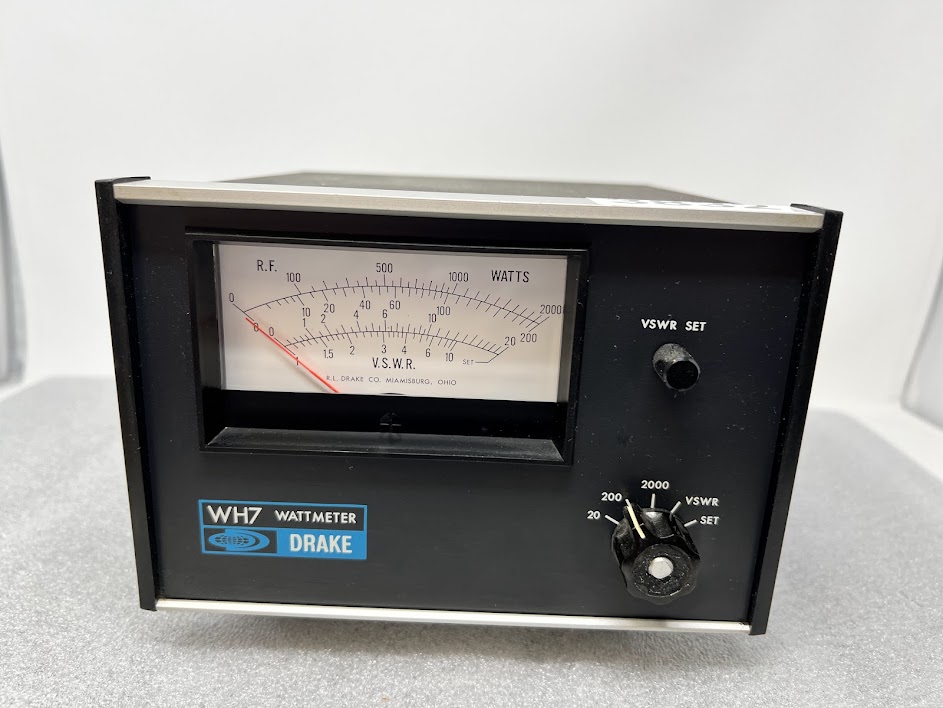 R.F. 100 500 1000 WATTS
0 10 20 40 60 100 2000
0 1 2 4 6 10 20 200
1 1.5 2 3 4 6 10 SET
V.S.W.R.
R.L. DRAKE CO. MIAMISBURG, OHIO
VSWR SET
2000
200 VSWR
20 SET
WH7 WATTMETER
DRAKE